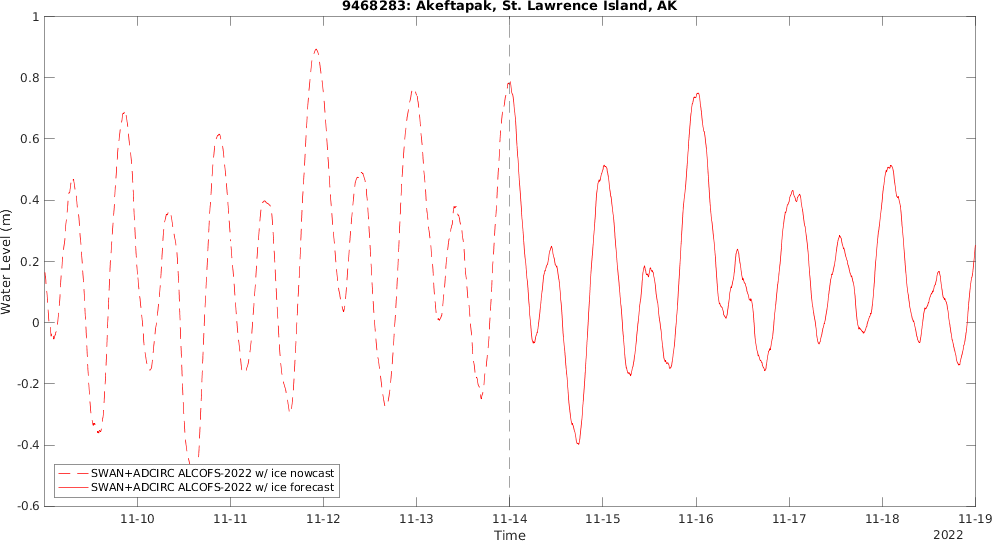 9468283: Akeftapak, St. Lawrence Island, AK
1
0.8
0.6
0.4
0.2
0
-0.2
-0.4
-0.6
Water Level (m)
SWAN+ADCIRC ALCOFS-2022 w/ ice nowcast
SWAN+ADCIRC ALCOFS-2022 w/ ice forecast
11-10 11-11 11-12 11-13 11-14 11-15 11-16 11-17 11-18 11-19
Time
2022